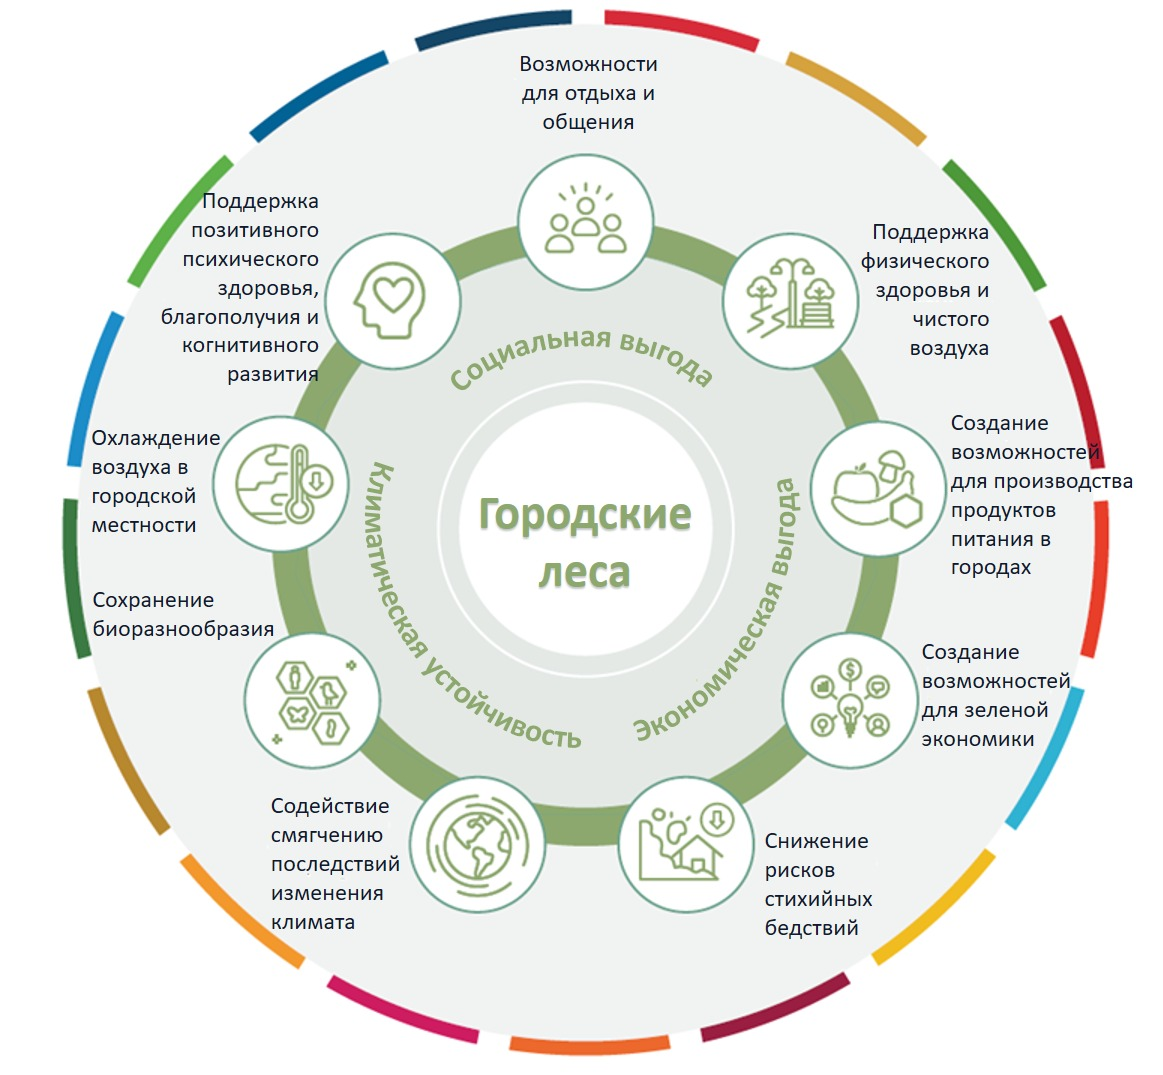 Возможности
для отдыха и
общения
Поддержка
физического
здоровья и
чистого
воздуха
Создание
возможностей
для производства
продуктов
питания в
городах
Создание
возможностей
для зеленой
экономики
Снижение
рисков
стихийных
бедствий
Содействие
смягчению
последствий
изменения
климата
Сохранение
биоразнообразия
Охлаждение
воздуха в
городской
местности
Поддержка
позитивного
психического
здоровья,
благополучия и
когнитивного
развития
Социальная выгода
Экономическая выгода
Климатическая устойчивость
Городские
леса